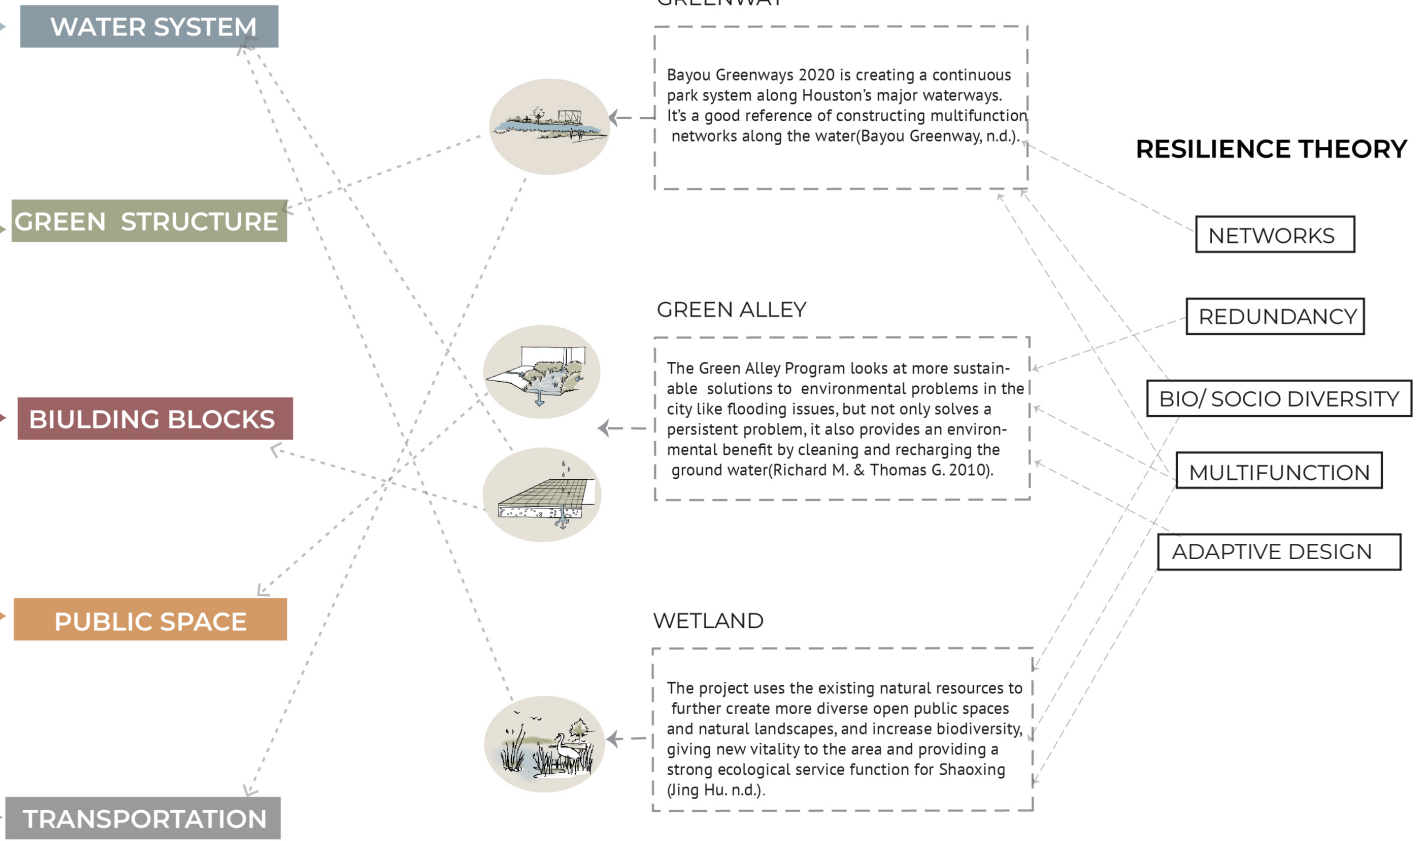 WATER SYSTEM
GREEN STRUCTURE
BIULDING BLOCKS
PUBLIC SPACE
TRANSPORTATION
GREENWAY
Bayou Greenways 2020 is creating a continuous
park system along Houston's major waterways.
It's a good reference of constructing multifunction
networks along the water(Bayou Greenway, n.d.).
GREEN ALLEY
The Green Alley Program looks at more sustain-
able solutions to environmental problems in the
city like flooding issues, but not only solves a
persistent problem, it also provides an environ-
mental benefit by cleaning and recharging the
ground water(Richard M. & Thomas G. 2010).
WETLAND
The project uses the existing natural resources to
further create more diverse open public spaces
and natural landscapes, and increase biodiversity,
giving new vitality to the area and providing a
strong ecological service function for Shaoxing
(Jing Hu. n.d.).
RESILIENCE THEORY
NETWORKS
REDUNDANCY
BIO/ SOCIO DIVERSITY
MULTIFUNCTION
ADAPTIVE DESIGN